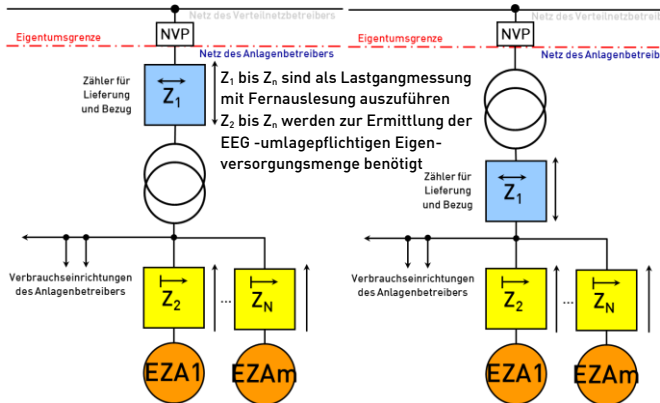 Netz des Verteilnetzbetreibers
NVP
Eigentumsgrenze
Netz des Anlagenbetreibers
Zähler für
Lieferung
und Bezug
Z1
Z1 bis Zn sind als Lastgangmessung
mit Fernauslesung auszuführen
Z2 bis Zn werden zur Ermittlung der
EEG -umlagepflichtigen Eigen-
versorgungsmenge benötigt
Verbrauchseinrichtungen
des Anlagenbetreibers
Z2
...
ZN
EZA1
EZAm
Netz des Verteilnetzbetreibers
NVP
Eigentumsgrenze
Netz des Anlagenbetr
Zähler für
Lieferung
und Bezug
Z1
Verbrauchseinrichtungen
des Anlagenbetreibers
Z2
...
ZN
EZA1
EZAm